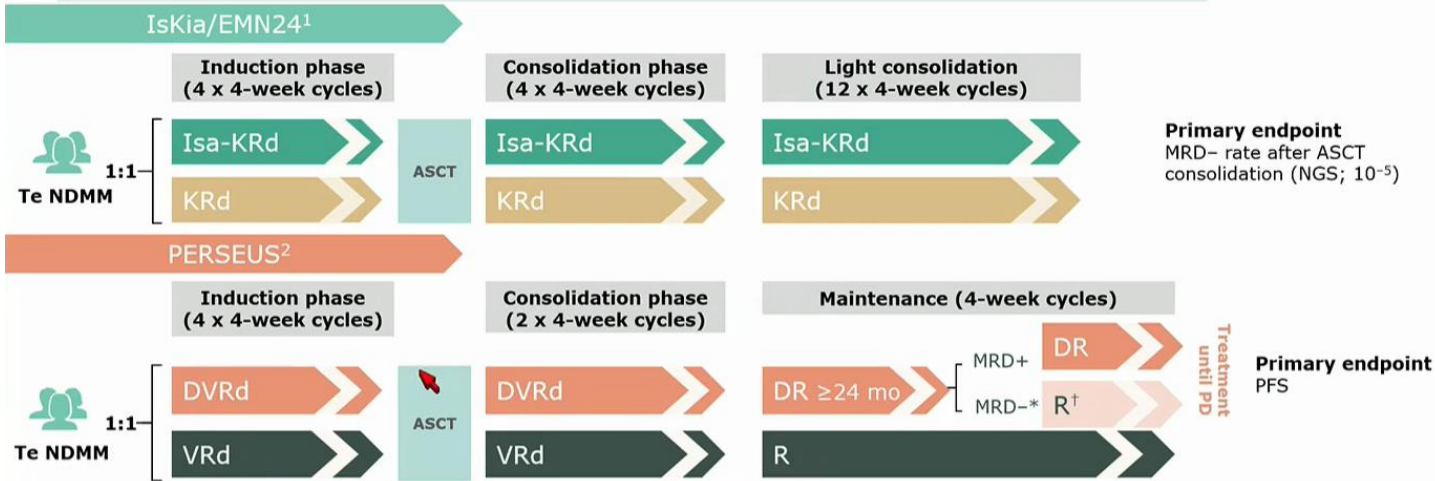 IsKia/EMN24¹
Induction phase
(4 x 4-week cycles)
Consolidation phase
(4 x 4-week cycles)
Light consolidation
(12 x 4-week cycles)
Te NDMM
1:1
Isa-KRd
KRd
ASCT
Isa-KRd
KRd
Isa-KRd
KRd
Primary endpoint
MRD– rate after ASCT
consolidation (NGS; 10⁻⁵)
PERSEUS²
Induction phase
(4 x 4-week cycles)
Consolidation phase
(2 x 4-week cycles)
Maintenance (4-week cycles)
Te NDMM
1:1
DVRd
VRd
ASCT
DVRd
VRd
DR ≥24 mo
MRD+
DR
MRD–*
R†
R
Treatment
until PD
Primary endpoint
PFS